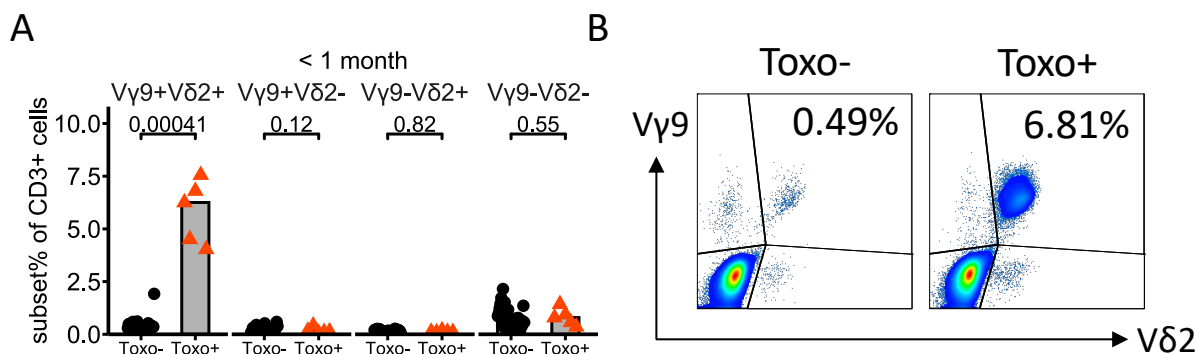 A
< 1 month
Vγ9+Vδ2+ Vγ9+Vδ2- Vγ9-Vδ2+ Vγ9-Vδ2-
0.00041 0.12 0.82 0.55
subset% of CD3+ cells
10.0
7.5
5.0
2.5
0.0
Toxo- Toxo+ Toxo- Toxo+ Toxo- Toxo+ Toxo- Toxo+
B
Toxo- Toxo+
Vγ9
0.49% 6.81%
Vδ2